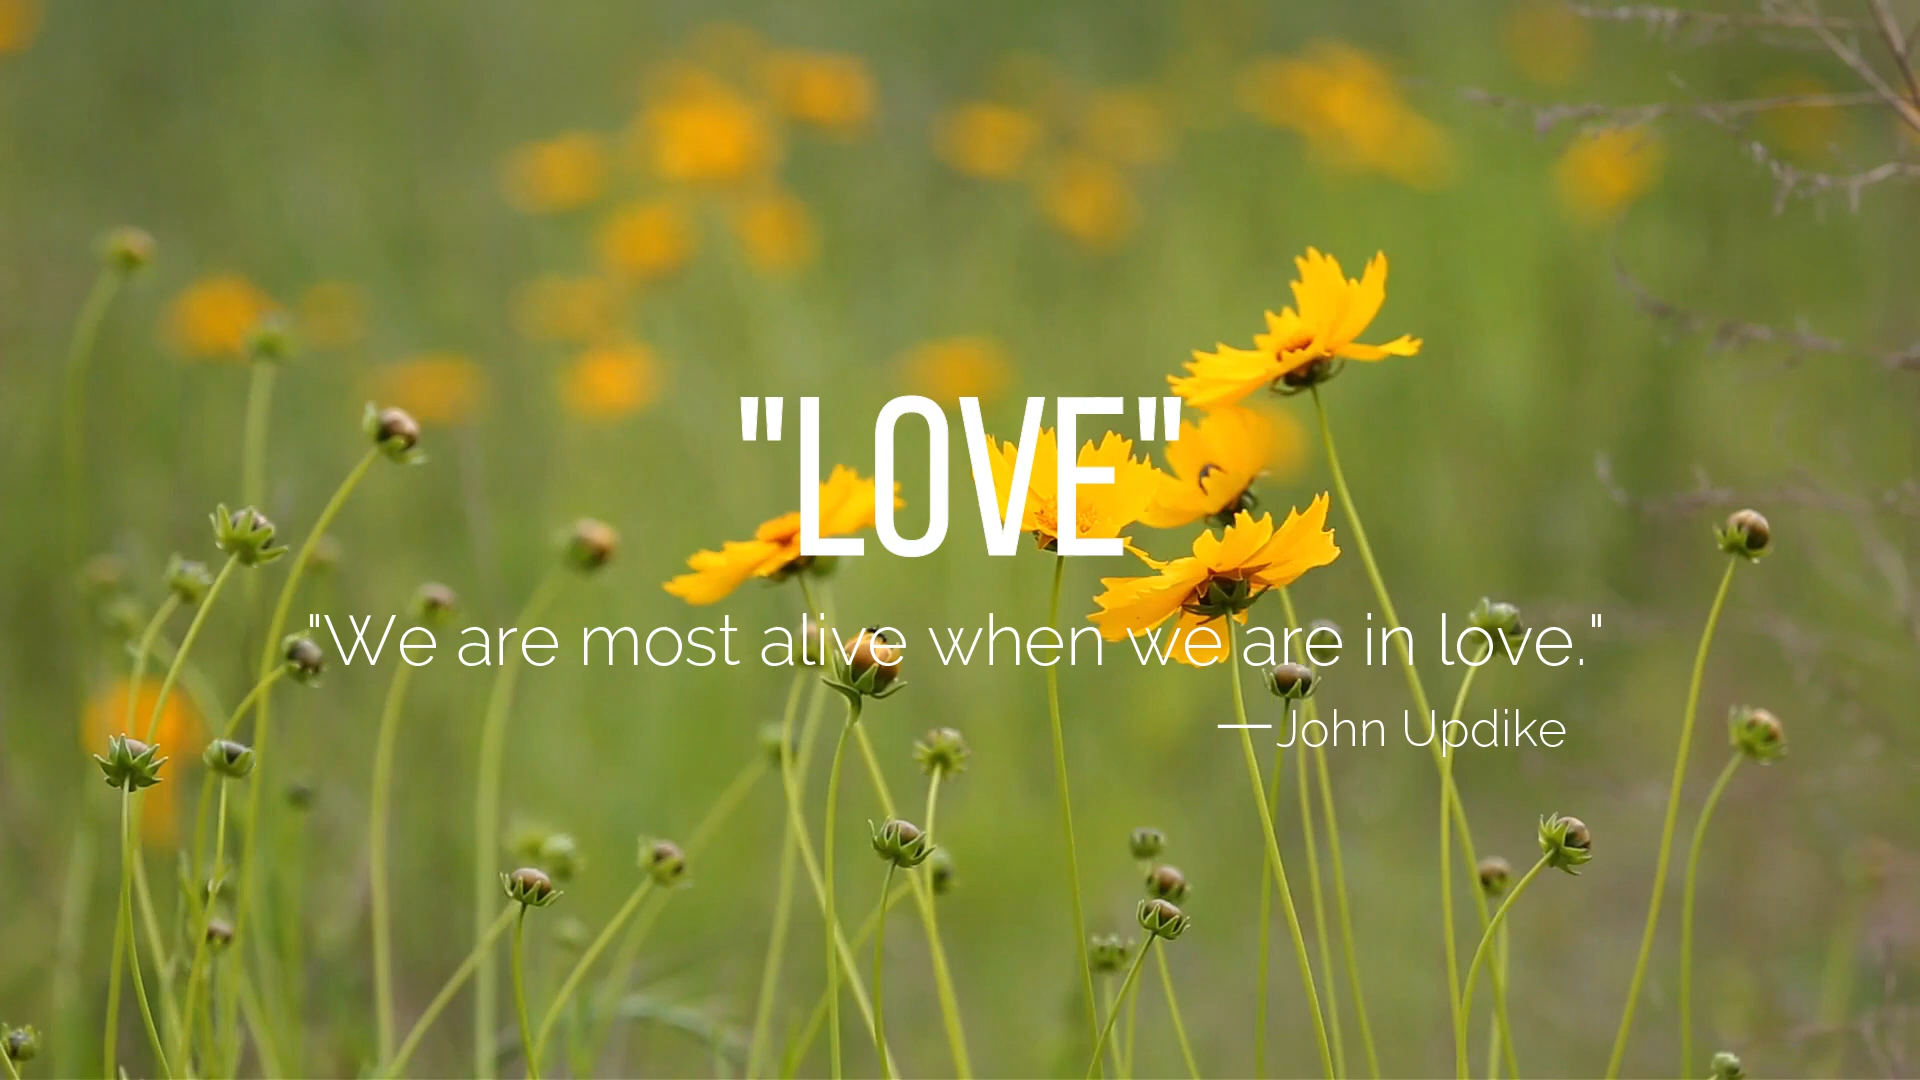 "LOVE"
"We are most alive when we are in love."
—John Updike